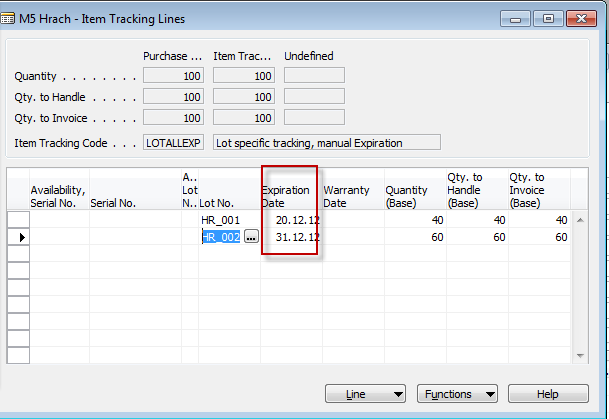 M5 Hrach - Item Tracking Lines
Purchase ... Item Trac... Undefined
Quantity . . . . . . . . 100 100
Qty. to Handle . . . . . 100 100
Qty. to Invoice . . . . . 100 100
Item Tracking Code . . . LOTALLEXP Lot specific tracking, manual Expiration
A.. Qty. to Qty. to
Availability, Lot Expiration Warranty Quantity Handle Invoice
Serial No. Serial No. N.. Lot No. Date Date (Base) (Base) (Base)
HR_001 20.12.12 40 40 40
HR_002 ... 31.12.12 60 60 60
Line Functions Help